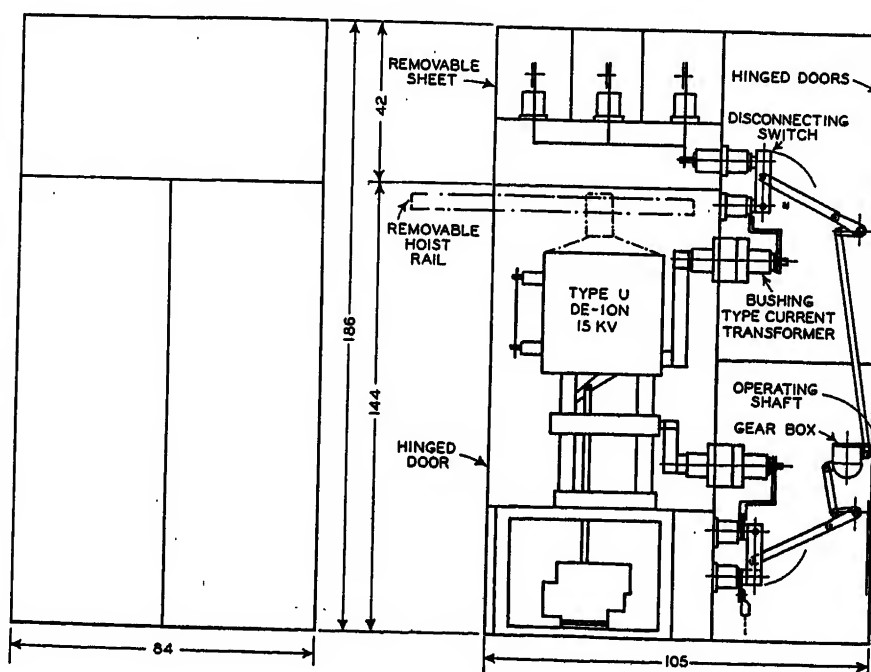 REMOVABLE
SHEET
HINGED DOORS
DISCONNECTING
SWITCH
42
REMOVABLE
HOIST
RAIL
TYPE U
DE-ION
15 KV
BUSHING
TYPE CURRENT
TRANSFORMER
186
144
OPERATING
SHAFT
GEAR BOX
HINGED
DOOR
84
105